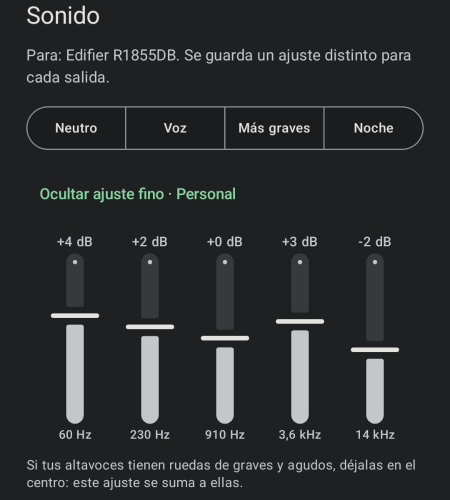 Sonido
Para: Edifier R1855DB. Se guarda un ajuste distinto para
cada salida.
Neutro Voz Más graves Noche
Ocultar ajuste fino · Personal
+4 dB +2 dB +0 dB +3 dB -2 dB
60 Hz 230 Hz 910 Hz 3,6 kHz 14 kHz
Si tus altavoces tienen ruedas de graves y agudos, déjalas en el
centro: este ajuste se suma a ellas.